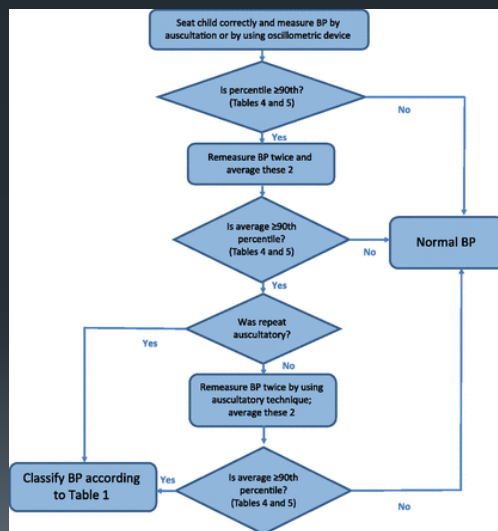 Seat child correctly and measure BP by
auscultation or by using oscillometric device
Is percentile ≥90th?
(Tables 4 and 5)
No
Yes
Remeasure BP twice and
average these 2
Is average ≥90th
percentile?
(Tables 4 and 5)
Normal BP
No
Yes
Was repeat
auscultatory?
Yes
No
Remeasure BP twice by using
auscultatory technique;
average these 2
Classify BP according
to Table 1
Yes
Is average ≥90th
percentile?
(Tables 4 and 5)
No